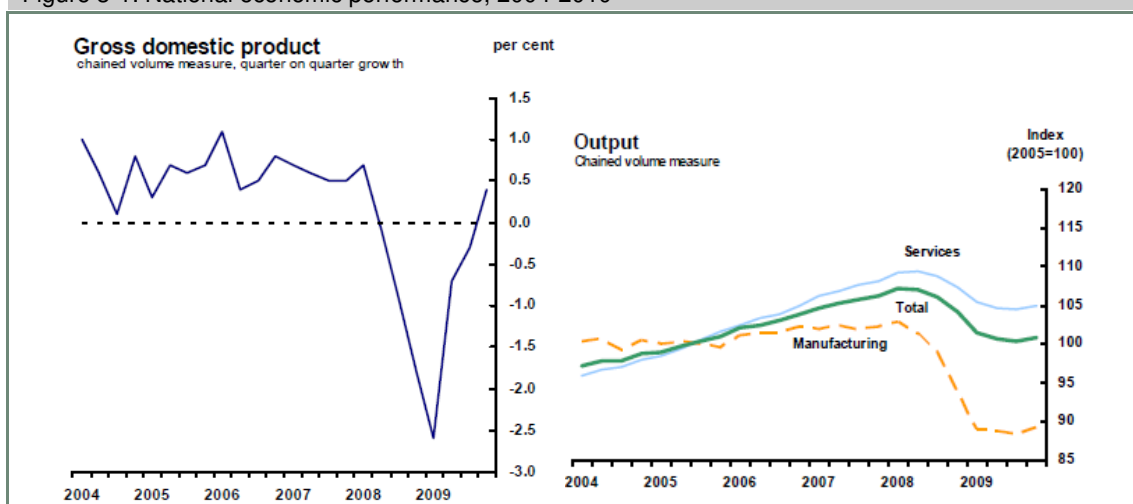 Gross domestic product
per cent
chained volume measure, quarter on quarter growth
1.5
1.0
0.5
0.0
-0.5
-1.0
-1.5
-2.0
-2.5
-3.0
2004 2005 2006 2007 2008 2009
Output
Chained volume measure
Index
(2005=100)
120
115
110
105
100
95
90
85
Services
Total
Manufacturing
2004 2005 2006 2007 2008 2009